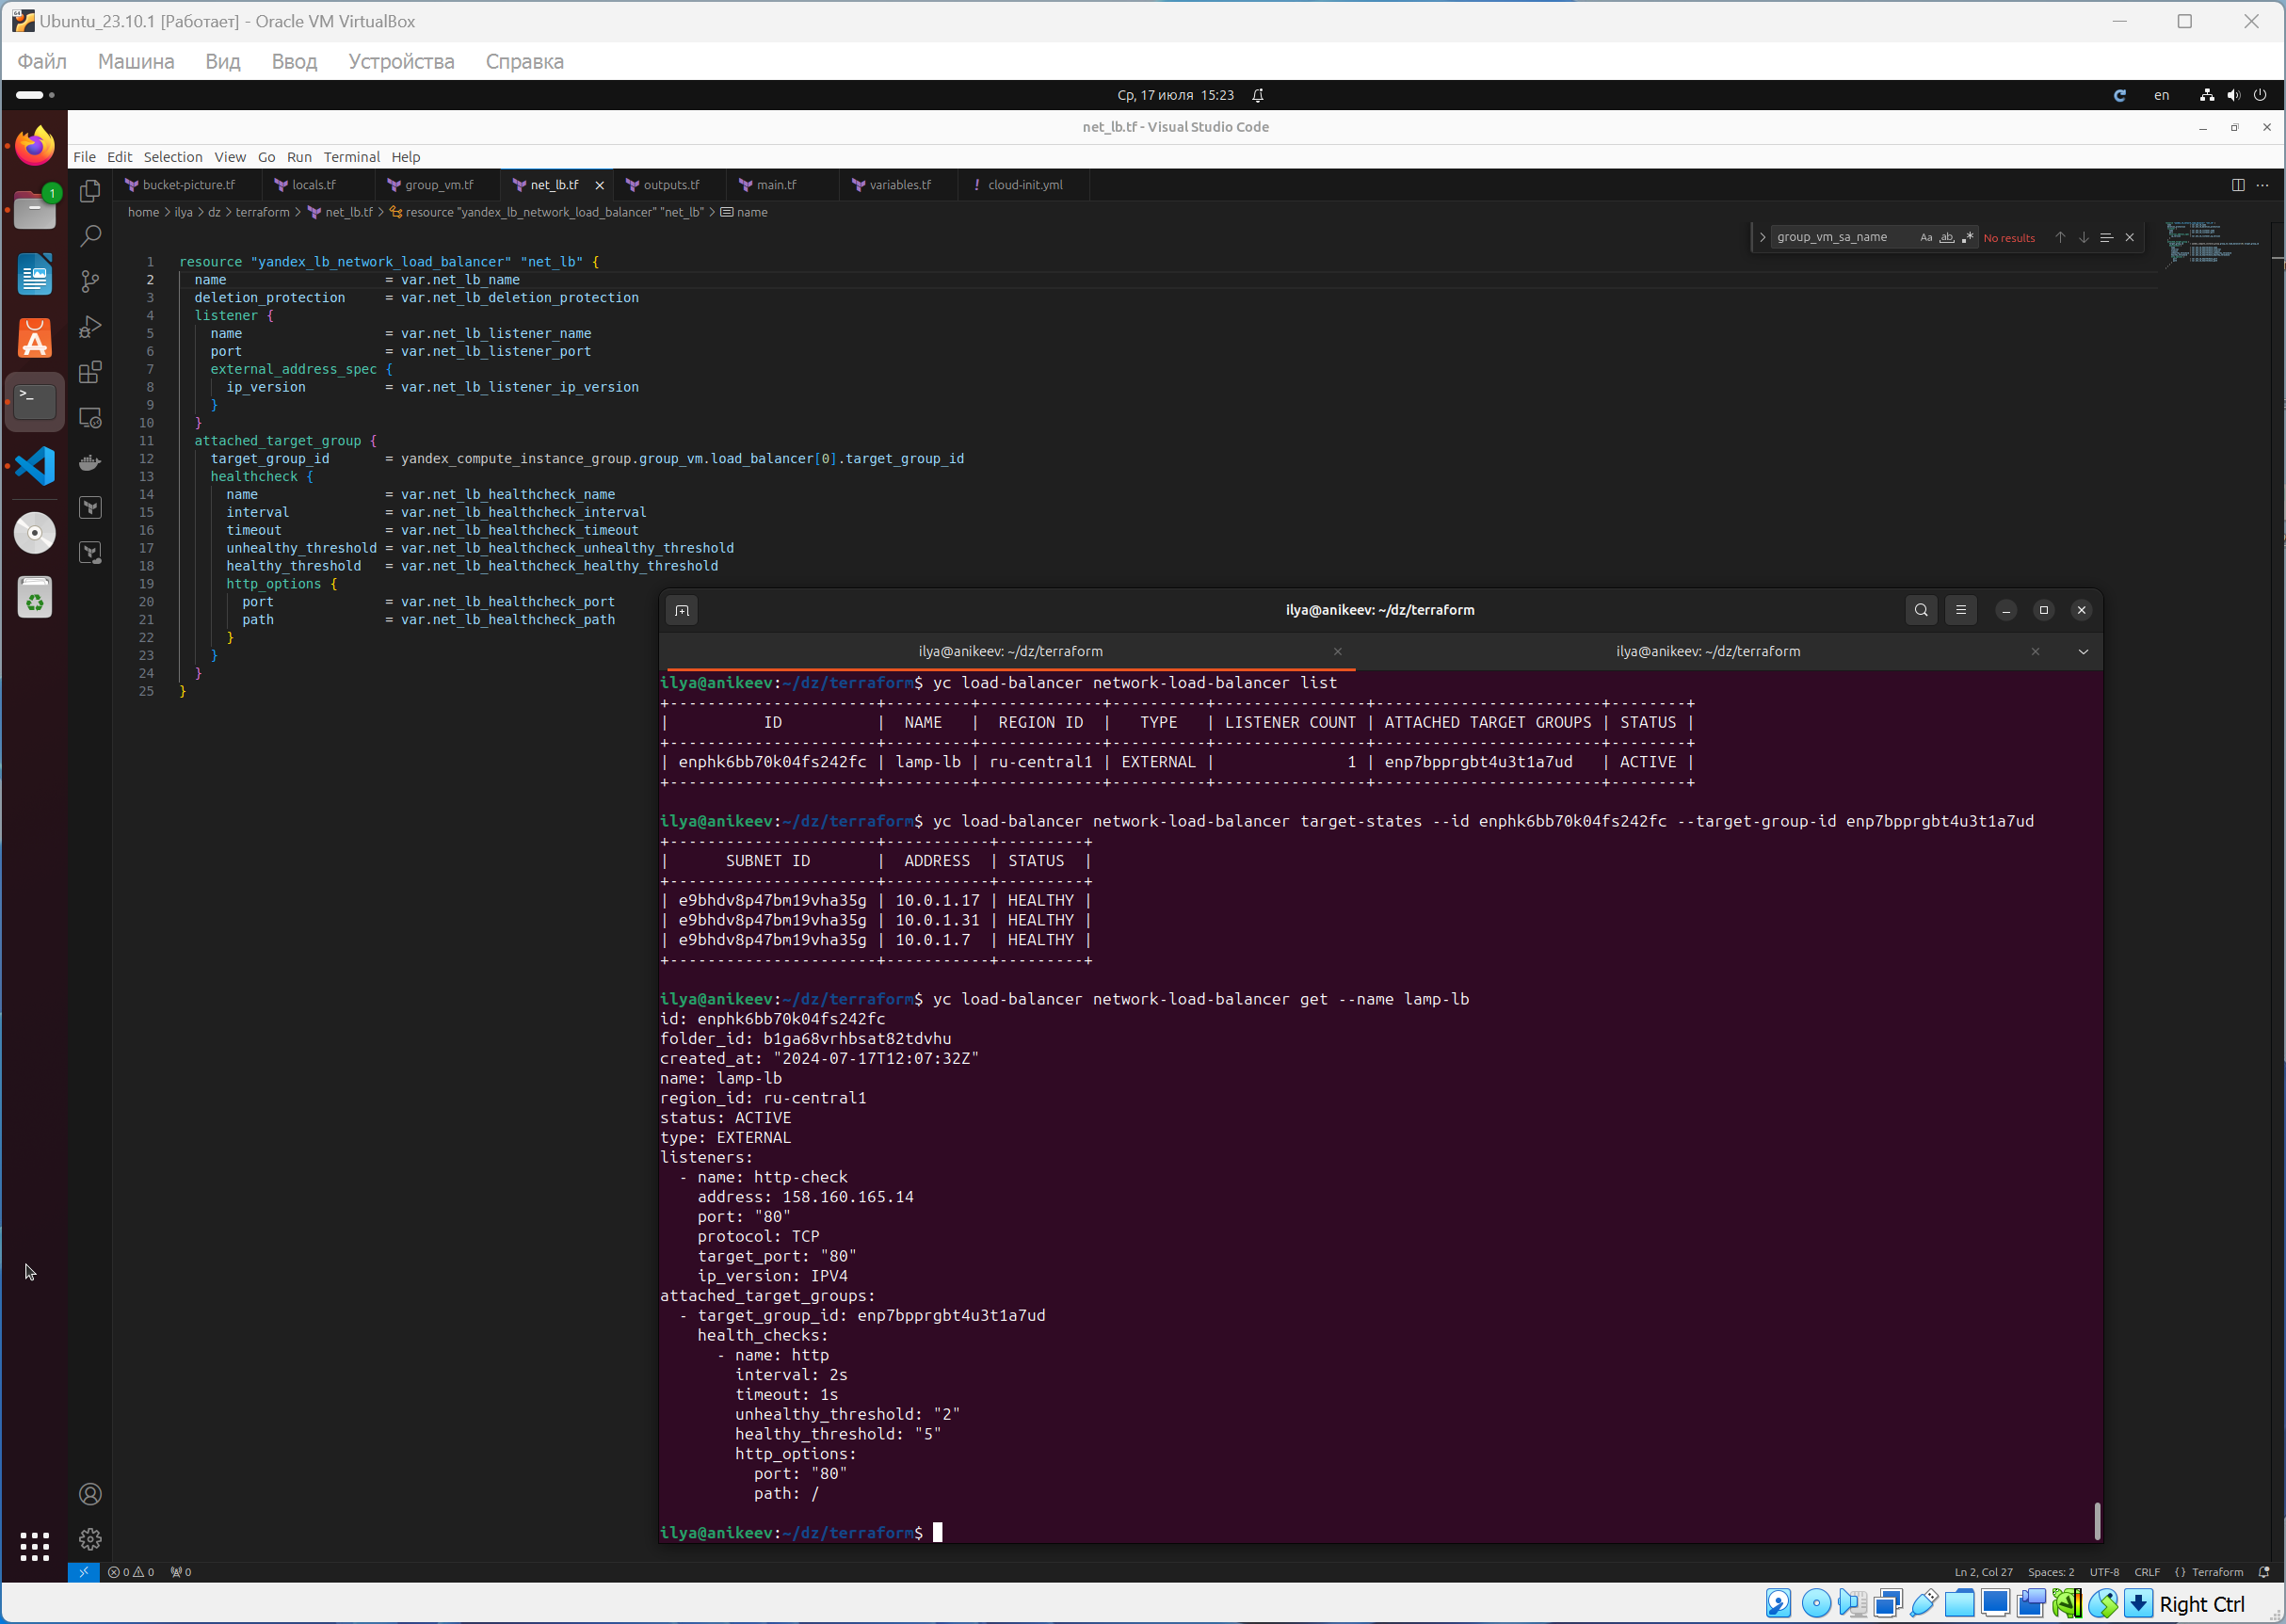 Ubuntu_23.10.1 [Работает] - Oracle VM VirtualBox
Файл Машина Вид Ввод Устройства Справка
Ср, 17 июля 15:23
en
net_lb.tf - Visual Studio Code
File Edit Selection View Go Run Terminal Help
bucket-picture.tf locals.tf group_vm.tf net_lb.tf outputs.tf main.tf variables.tf ! cloud-init.yml
home > ilya > dz > terraform > net_lb.tf > resource "yandex_lb_network_load_balancer" "net_lb" > name
group_vm_sa_name Aa ab .* No results
1 resource "yandex_lb_network_load_balancer" "net_lb" {
2 name = var.net_lb_name
3 deletion_protection = var.net_lb_deletion_protection
4 listener {
5 name = var.net_lb_listener_name
6 port = var.net_lb_listener_port
7 external_address_spec {
8 ip_version = var.net_lb_listener_ip_version
9 }
10 }
11 attached_target_group {
12 target_group_id = yandex_compute_instance_group.group_vm.load_balancer[0].target_group_id
13 healthcheck {
14 name = var.net_lb_healthcheck_name
15 interval = var.net_lb_healthcheck_interval
16 timeout = var.net_lb_healthcheck_timeout
17 unhealthy_threshold = var.net_lb_healthcheck_unhealthy_threshold
18 healthy_threshold = var.net_lb_healthcheck_healthy_threshold
19 http_options {
20 port = var.net_lb_healthcheck_port
21 path = var.net_lb_healthcheck_path
22 }
23 }
24 }
25 }
ilya@anikeev: ~/dz/terraform
ilya@anikeev: ~/dz/terraform ilya@anikeev: ~/dz/terraform
ilya@anikeev:~/dz/terraform$ yc load-balancer network-load-balancer list
+----------------------+---------+-------------+----------+----------------+------------------------+--------+
| ID | NAME | REGION ID | TYPE | LISTENER COUNT | ATTACHED TARGET GROUPS | STATUS |
+----------------------+---------+-------------+----------+----------------+------------------------+--------+
| enphk6bb70k04fs242fc | lamp-lb | ru-central1 | EXTERNAL | 1 | enp7bpprgbt4u3t1a7ud | ACTIVE |
+----------------------+---------+-------------+----------+----------------+------------------------+--------+
ilya@anikeev:~/dz/terraform$ yc load-balancer network-load-balancer target-states --id enphk6bb70k04fs242fc --target-group-id enp7bpprgbt4u3t1a7ud
+----------------------+-----------+---------+
| SUBNET ID | ADDRESS | STATUS |
+----------------------+-----------+---------+
| e9bhdv8p47bm19vha35g | 10.0.1.17 | HEALTHY |
| e9bhdv8p47bm19vha35g | 10.0.1.31 | HEALTHY |
| e9bhdv8p47bm19vha35g | 10.0.1.7 | HEALTHY |
+----------------------+-----------+---------+
ilya@anikeev:~/dz/terraform$ yc load-balancer network-load-balancer get --name lamp-lb
id: enphk6bb70k04fs242fc
folder_id: b1ga68vrhbsat82tdvhu
created_at: "2024-07-17T12:07:32Z"
name: lamp-lb
region_id: ru-central1
status: ACTIVE
type: EXTERNAL
listeners:
- name: http-check
address: 158.160.165.14
port: "80"
protocol: TCP
target_port: "80"
ip_version: IPV4
attached_target_groups:
- target_group_id: enp7bpprgbt4u3t1a7ud
health_checks:
- name: http
interval: 2s
timeout: 1s
unhealthy_threshold: "2"
healthy_threshold: "5"
http_options:
port: "80"
path: /
ilya@anikeev:~/dz/terraform$
0 0 0 Ln 2, Col 27 Spaces: 2 UTF-8 CRLF {} Terraform
Right Ctrl